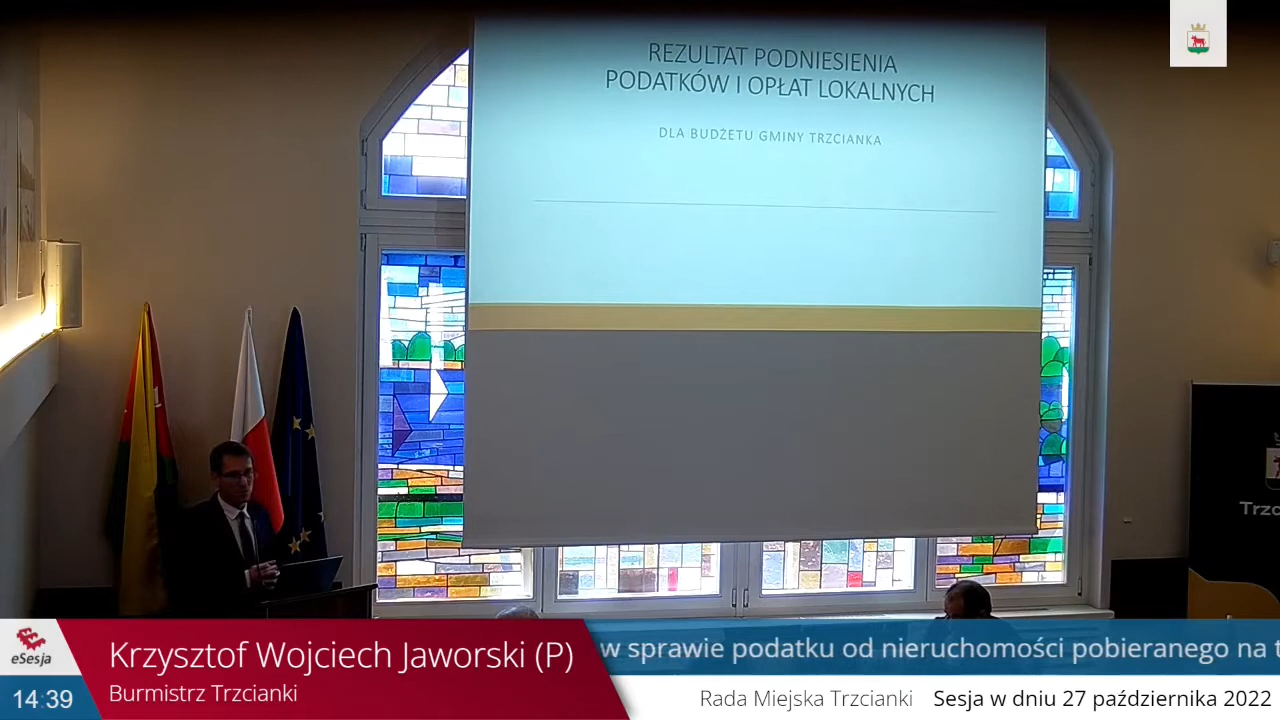 REZULTAT PODNIESIENIA
PODATKÓW I OPŁAT LOKALNYCH
DLA BUDŻETU GMINY TRZCIANKA
Trzc
eSesja
14:39
Krzysztof Wojciech Jaworski (P)
Burmistrz Trzcianki
w sprawie podatku od nieruchomości pobieranego na t
Rada Miejska Trzcianki Sesja w dniu 27 października 2022